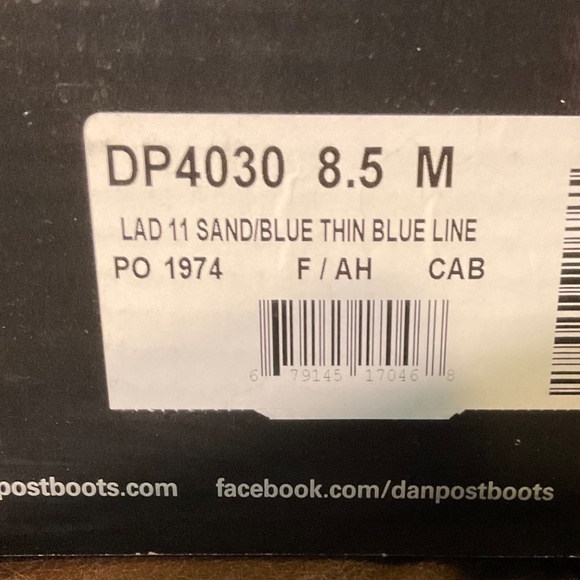 DP4030 8.5 M
LAD 11 SAND/BLUE THIN BLUE LINE
PO 1974 F / AH CAB
6 79145 17046 8
postboots.com facebook.com/danpostboots